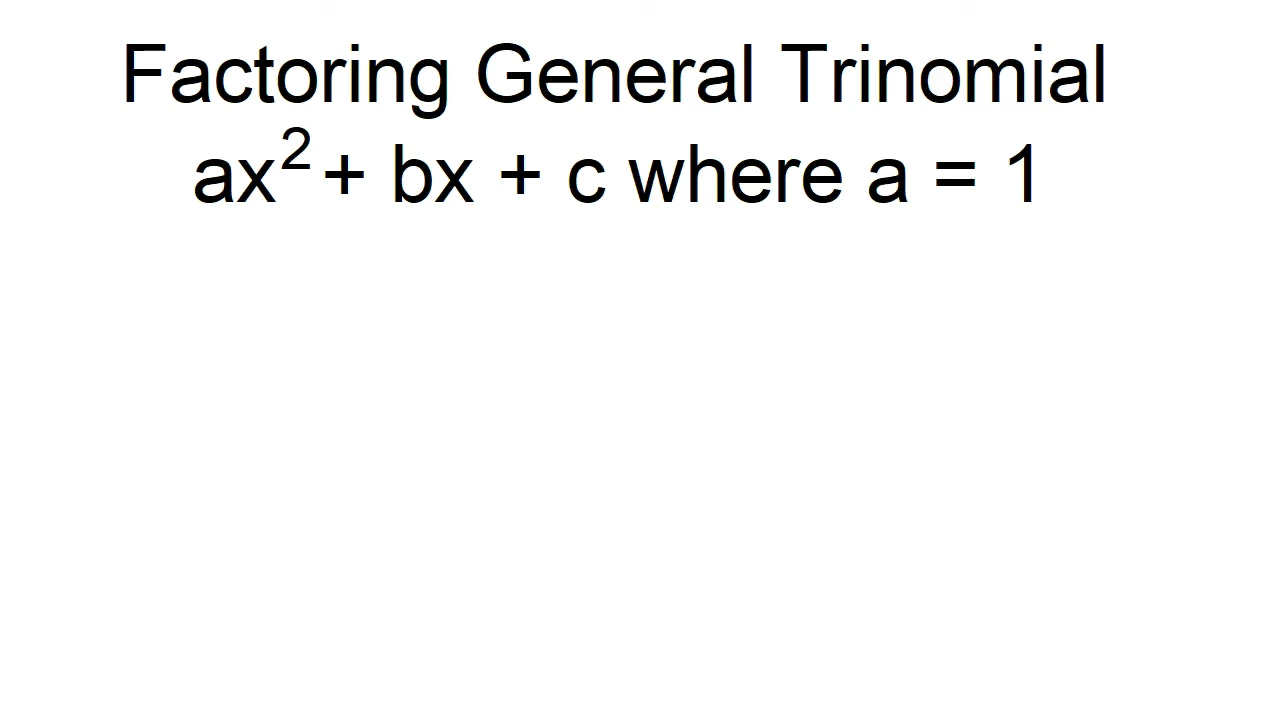 Factoring General Trinomial
ax² + bx + c where a = 1